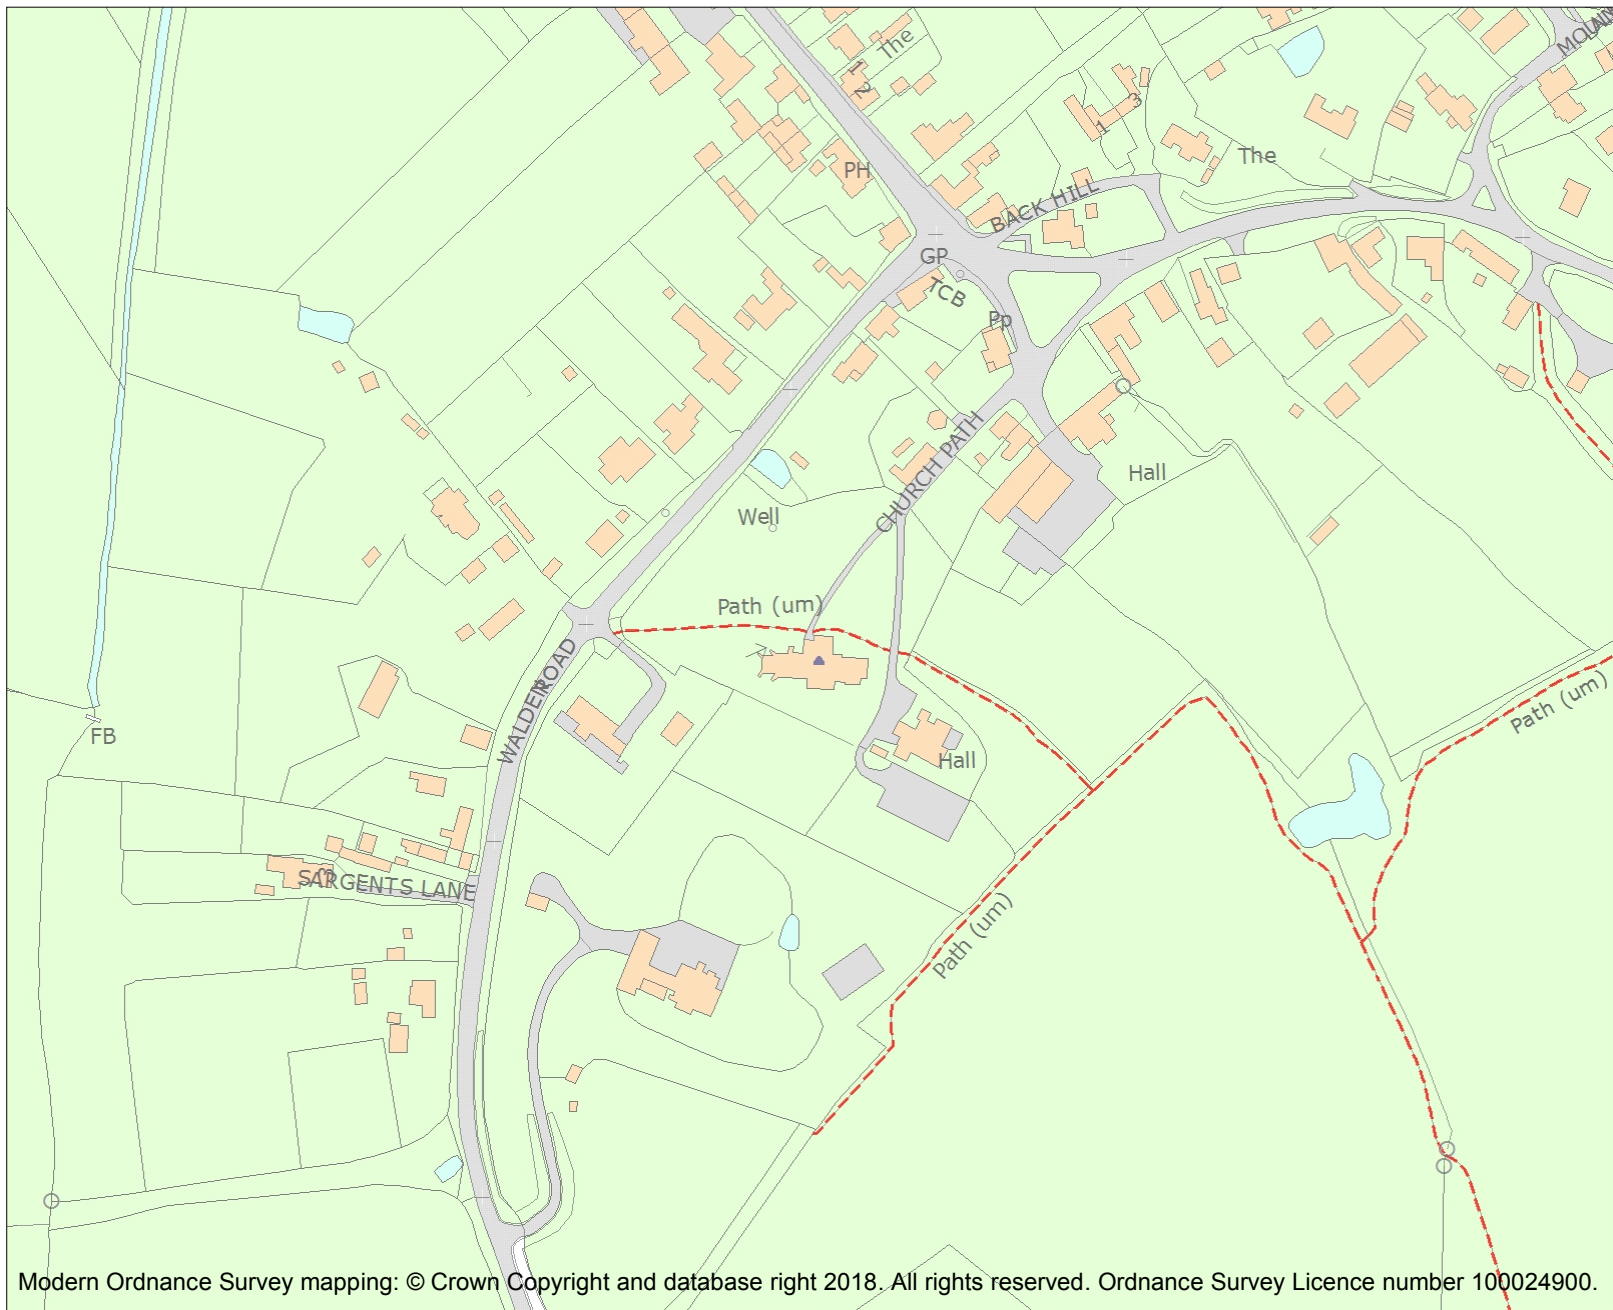 The
1
2
3
1
MOUNT
PH
The
BACK HILL
GP
TCB
Pp
CHURCH PATH
Hall
Well
Path (um)
WALDEN ROAD
Path (um)
FB
Hall
3
SARGENTS LANE
Path (um)
Modern Ordnance Survey mapping: © Crown Copyright and database right 2018. All rights reserved. Ordnance Survey Licence number 100024900.